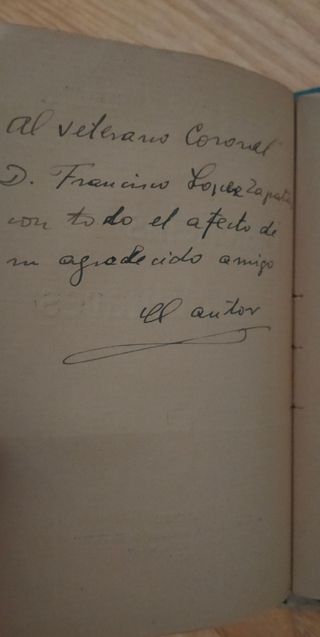 Al veterano Coronel
D. Francisco Lopez Zapata
con todo el afecto de
su agradecido amigo
El autor